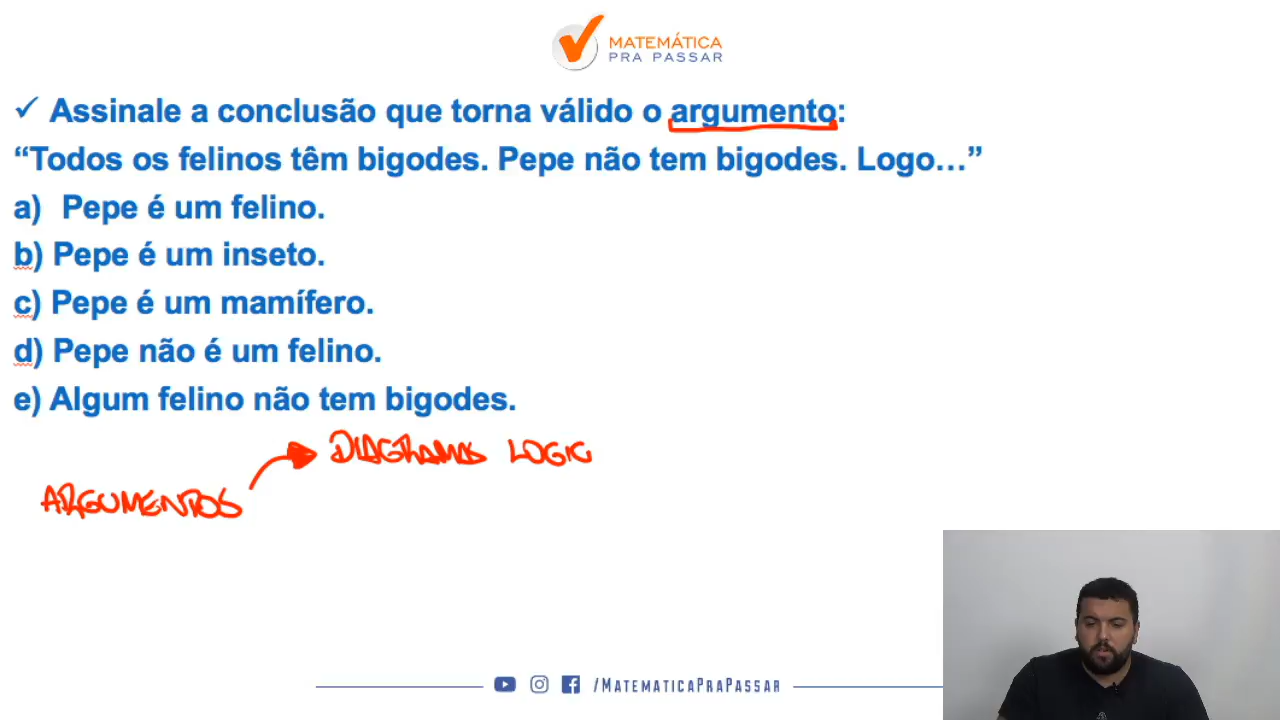 MATEMÁTICA
PRA PASSAR
✓ Assinale a conclusão que torna válido o argumento:
“Todos os felinos têm bigodes. Pepe não tem bigodes. Logo…”
a) Pepe é um felino.
b) Pepe é um inseto.
c) Pepe é um mamífero.
d) Pepe não é um felino.
e) Algum felino não tem bigodes.
DIAGRAMAS LOGIC
ARGUMENTOS
/MATEMATICAPRAPASSAR